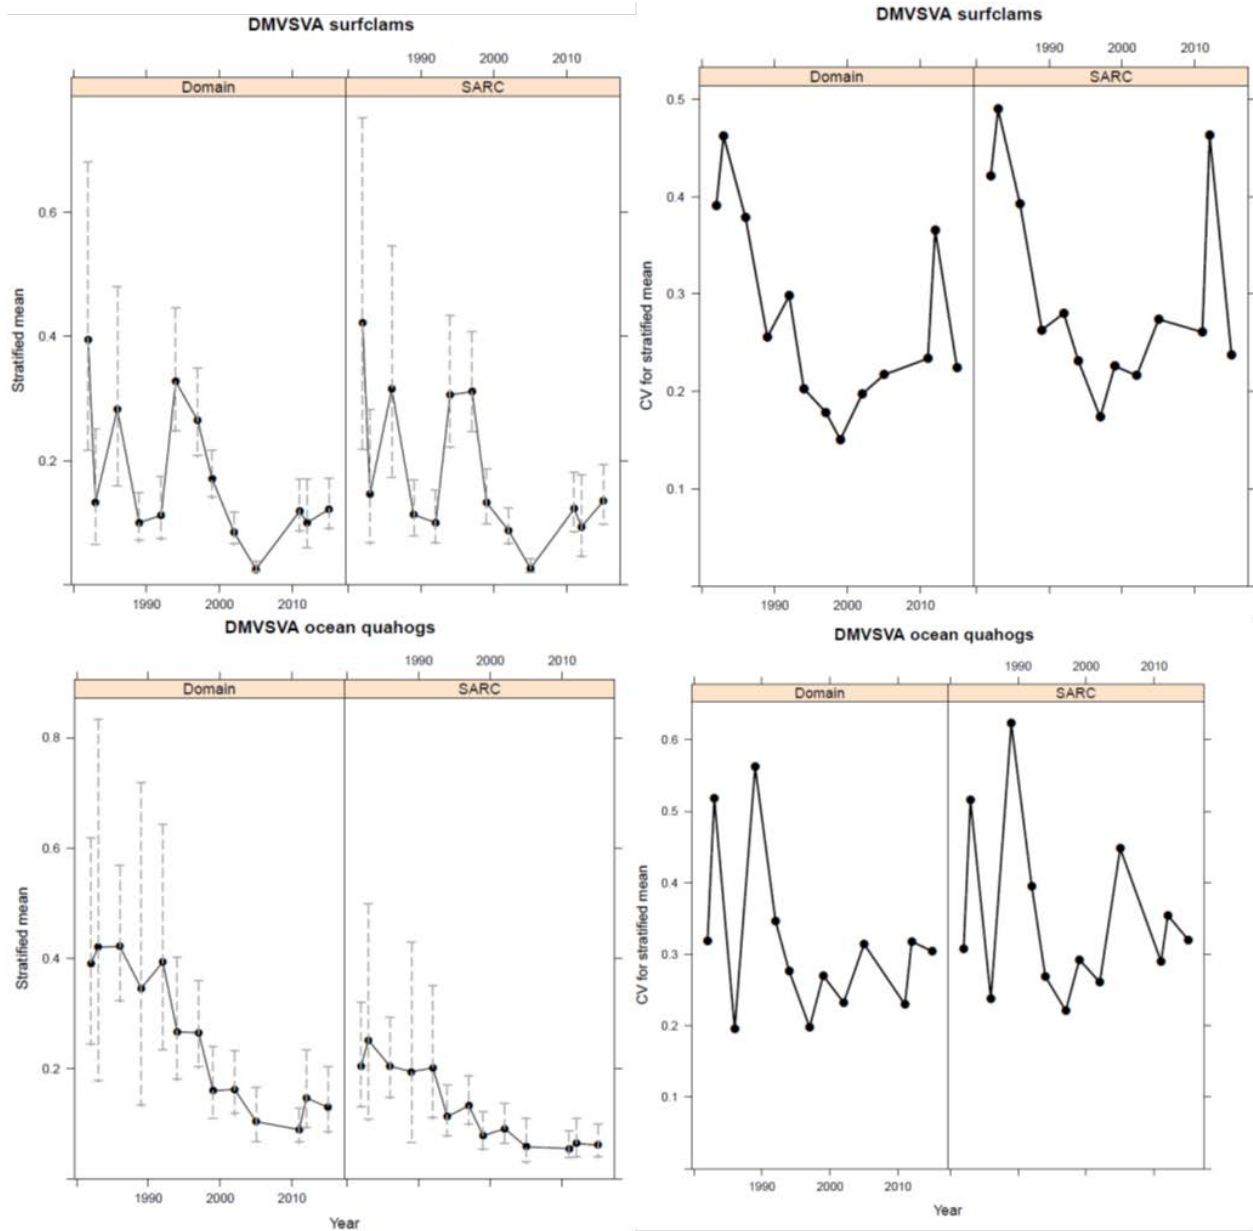 DMVSVA surfclams
1990 2000 2010
Domain SARC
Stratified mean
0.6
0.4
0.2
1990 2000 2010
DMVSVA surfclams
1990 2000 2010
Domain SARC
CV for stratified mean
0.5
0.4
0.3
0.2
0.1
1990 2000 2010
DMVSVA ocean quahogs
1990 2000 2010
Domain SARC
Stratified mean
0.8
0.6
0.4
0.2
1990 2000 2010
Year
DMVSVA ocean quahogs
1990 2000 2010
Domain SARC
CV for stratified mean
0.6
0.5
0.4
0.3
0.2
0.1
1990 2000 2010
Year